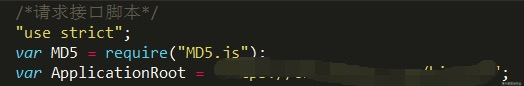 /*请求接口脚本*/
"use strict";
var MD5 = require("MD5.js");
var ApplicationRoot =